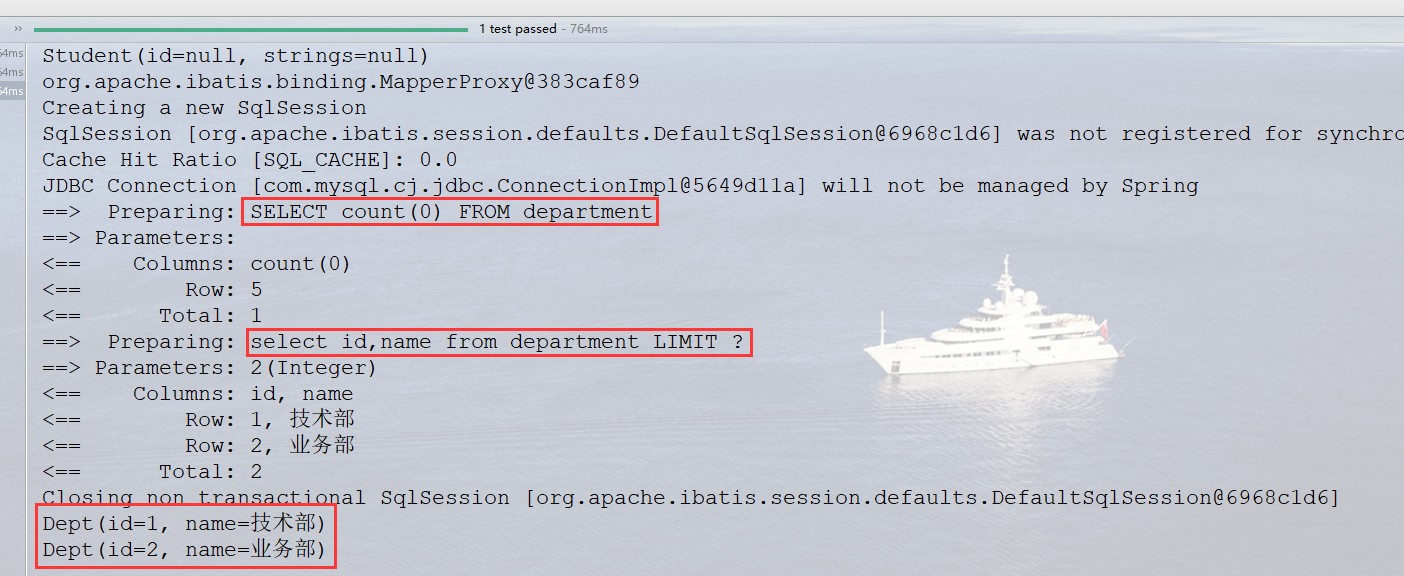 » 1 test passed - 764ms
64ms
64ms
64ms
Student(id=null, strings=null)
org.apache.ibatis.binding.MapperProxy@383caf89
Creating a new SqlSession
SqlSession [org.apache.ibatis.session.defaults.DefaultSqlSession@6968c1d6] was not registered for synchro
Cache Hit Ratio [SQL_CACHE]: 0.0
JDBC Connection [com.mysql.cj.jdbc.ConnectionImpl@5649d11a] will not be managed by Spring
==>  Preparing: SELECT count(0) FROM department
==> Parameters:
<==    Columns: count(0)
<==        Row: 5
<==      Total: 1
==>  Preparing: select id,name from department LIMIT ?
==> Parameters: 2(Integer)
<==    Columns: id, name
<==        Row: 1, 技术部
<==        Row: 2, 业务部
<==      Total: 2
Closing non transactional SqlSession [org.apache.ibatis.session.defaults.DefaultSqlSession@6968c1d6]
Dept(id=1, name=技术部)
Dept(id=2, name=业务部)